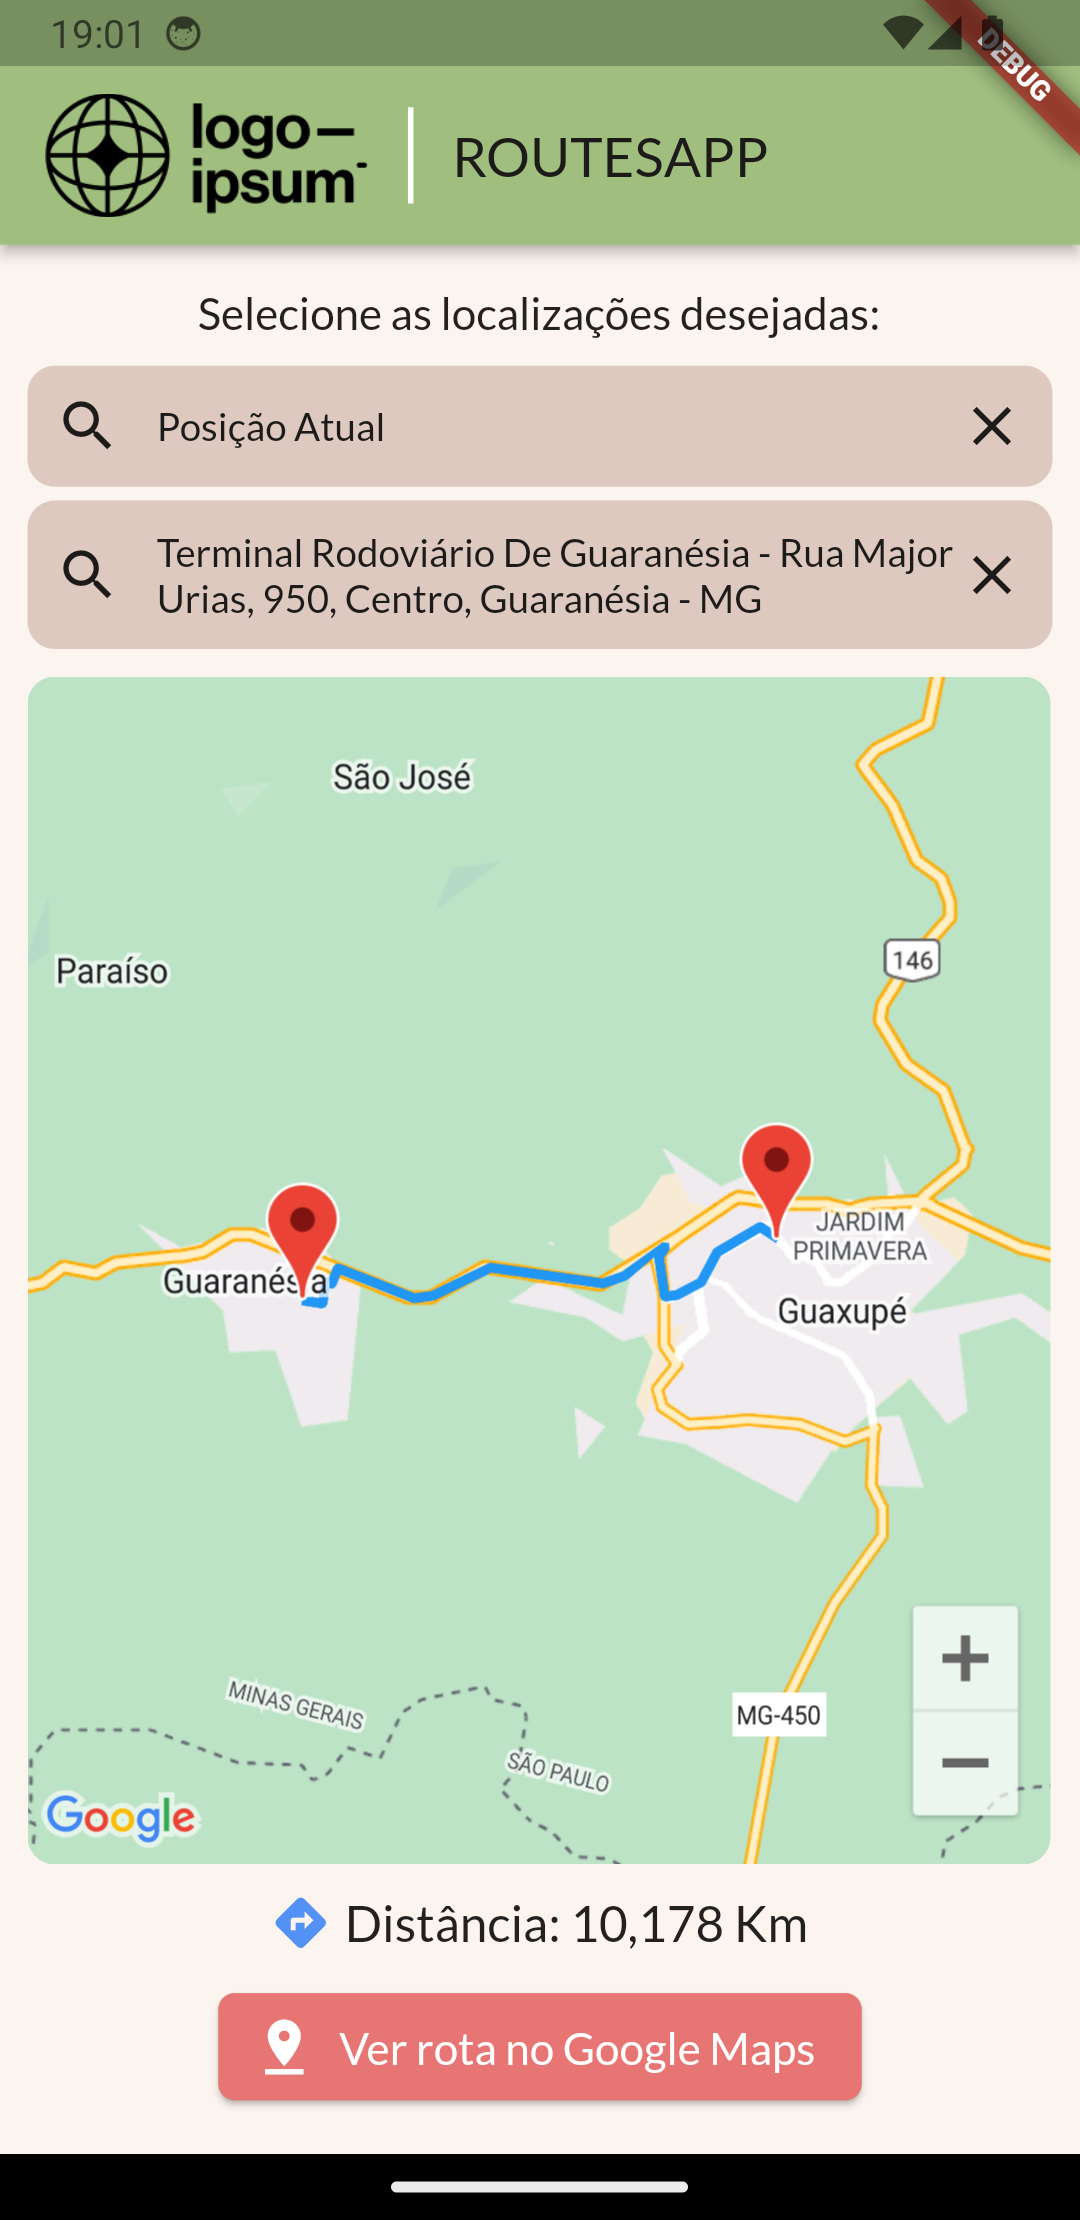 19:01
DEBUG
logo—
ipsum-
ROUTESAPP
Selecione as localizações desejadas:
Posição Atual
Terminal Rodoviário De Guaranésia - Rua Major
Urias, 950, Centro, Guaranésia - MG
São José
Paraíso
146
JARDIM
PRIMAVERA
Guaranésia
Guaxupé
MINAS GERAIS
MG-450
SÃO PAULO
Google
Distância: 10,178 Km
Ver rota no Google Maps